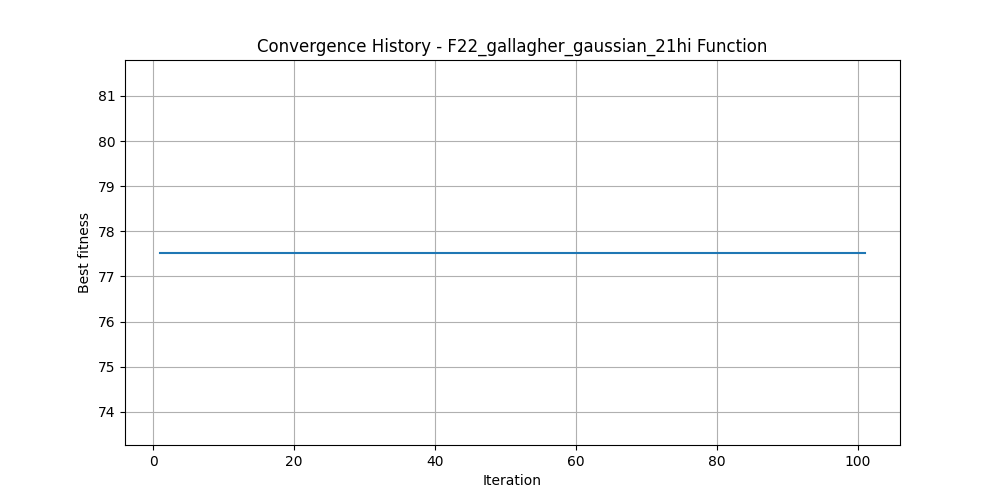 Convergence History - F22_gallagher_gaussian_21hi Function
Best fitness
81
80
79
78
77
76
75
74
0 20 40 60 80 100
Iteration